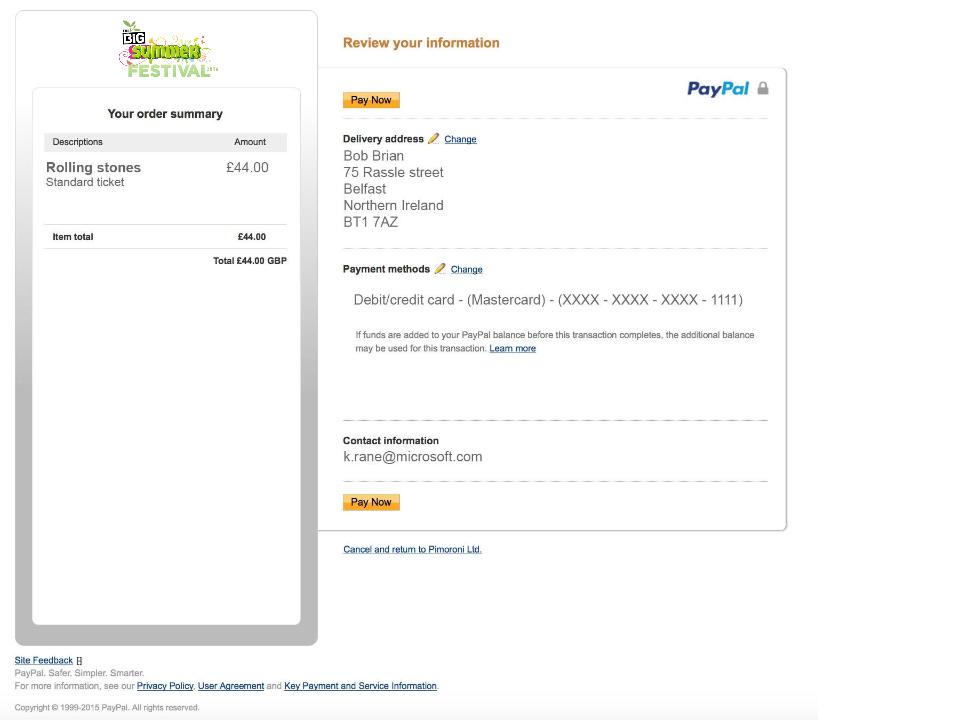 THE
BIG
SUMMER
FESTIVAL
Your order summary
Descriptions Amount
Rolling stones £44.00
Standard ticket
Item total £44.00
Total £44.00 GBP
Review your information
PayPal
Pay Now
Delivery address Change
Bob Brian
75 Rassle street
Belfast
Northern Ireland
BT1 7AZ
Payment methods Change
Debit/credit card - (Mastercard) - (XXXX - XXXX - XXXX - 1111)
If funds are added to your PayPal balance before this transaction completes, the additional balance
may be used for this transaction. Learn more
Contact information
k.rane@microsoft.com
Pay Now
Cancel and return to Pimoroni Ltd.
Site Feedback [-]
PayPal. Safer. Simpler. Smarter.
For more information, see our Privacy Policy, User Agreement and Key Payment and Service Information.
Copyright © 1999-2015 PayPal. All rights reserved.